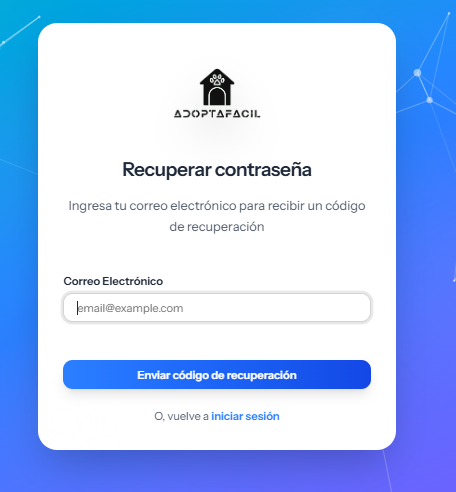 ADOPTAFACIL
Recuperar contraseña
Ingresa tu correo electrónico para recibir un código
de recuperación
Correo Electrónico
email@example.com
Enviar código de recuperación
O, vuelve a iniciar sesión